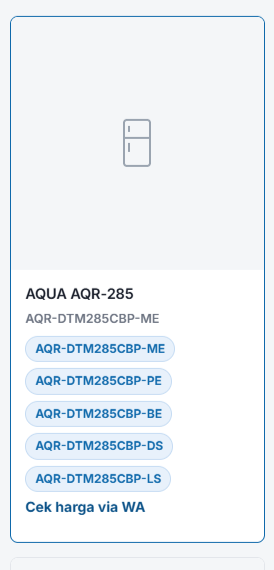 AQUA AQR-285
AQR-DTM285CBP-ME
AQR-DTM285CBP-ME
AQR-DTM285CBP-PE
AQR-DTM285CBP-BE
AQR-DTM285CBP-DS
AQR-DTM285CBP-LS
Cek harga via WA